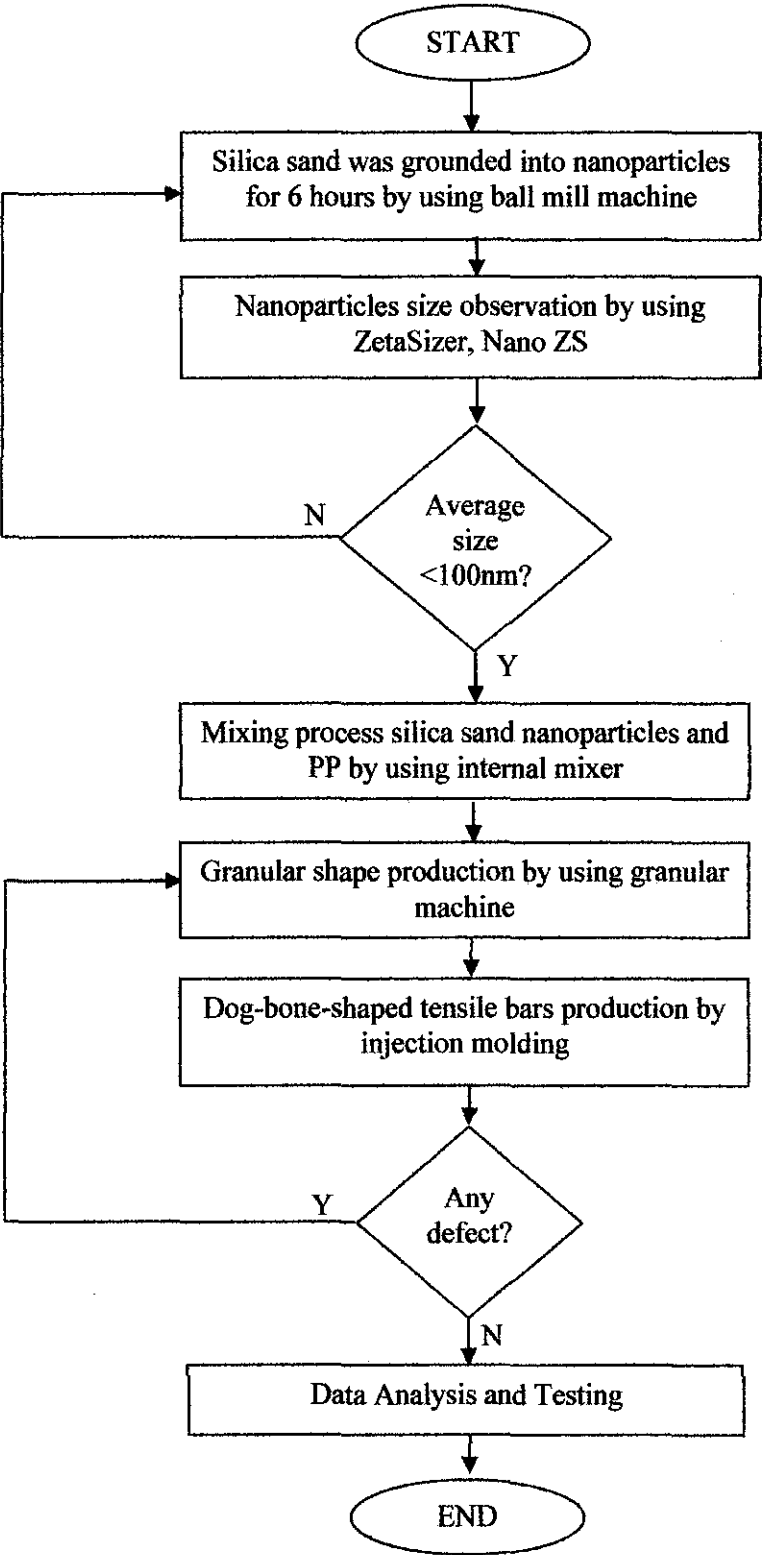 START
Silica sand was grounded into nanoparticles
for 6 hours by using ball mill machine
Nanoparticles size observation by using
ZetaSizer, Nano ZS
N
Average
size
<100nm?
Y
Mixing process silica sand nanoparticles and
PP by using internal mixer
Granular shape production by using granular
machine
Dog-bone-shaped tensile bars production by
injection molding
Y
Any
defect?
N
Data Analysis and Testing
END